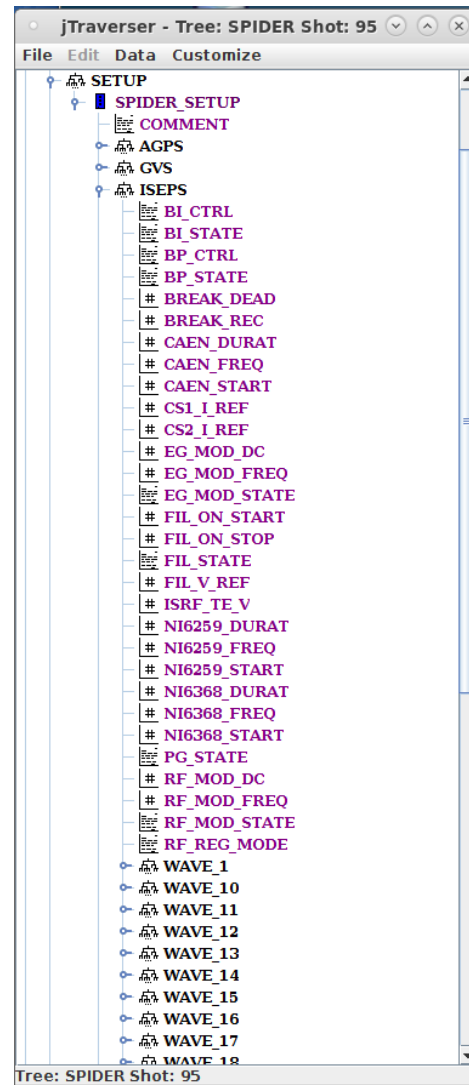 jTraverser - Tree: SPIDER Shot: 95
File Edit Data Customize
SETUP
SPIDER_SETUP
COMMENT
AGPS
GVS
ISEPS
BI_CTRL
BI_STATE
BP_CTRL
BP_STATE
# BREAK_DEAD
# BREAK_REC
# CAEN_DURAT
# CAEN_FREQ
# CAEN_START
# CS1_I_REF
# CS2_I_REF
# EG_MOD_DC
# EG_MOD_FREQ
EG_MOD_STATE
# FIL_ON_START
# FIL_ON_STOP
FIL_STATE
# FIL_V_REF
# ISRF_TE_V
# NI6259_DURAT
# NI6259_FREQ
# NI6259_START
# NI6368_DURAT
# NI6368_FREQ
# NI6368_START
PG_STATE
# RF_MOD_DC
# RF_MOD_FREQ
RF_MOD_STATE
RF_REG_MODE
WAVE_1
WAVE_10
WAVE_11
WAVE_12
WAVE_13
WAVE_14
WAVE_15
WAVE_16
WAVE_17
WAVE_18
Tree: SPIDER Shot: 95